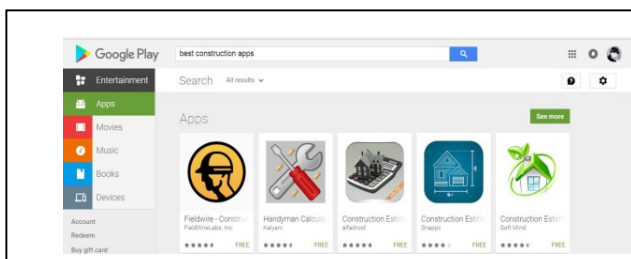 Google Play
best construction apps
Entertainment
Search All results
Apps
Movies
Music
Books
Devices
Account
Redeem
Buy gift card
Apps
See more
Fieldwire - Construc
FieldWireLabs, Inc.
FREE
Handyman Calculat
Kalyani
FREE
Construction Estim
alfadroid
FREE
Construction Estim
Snappii
FREE
Construction Estim
Soft Mind
FREE